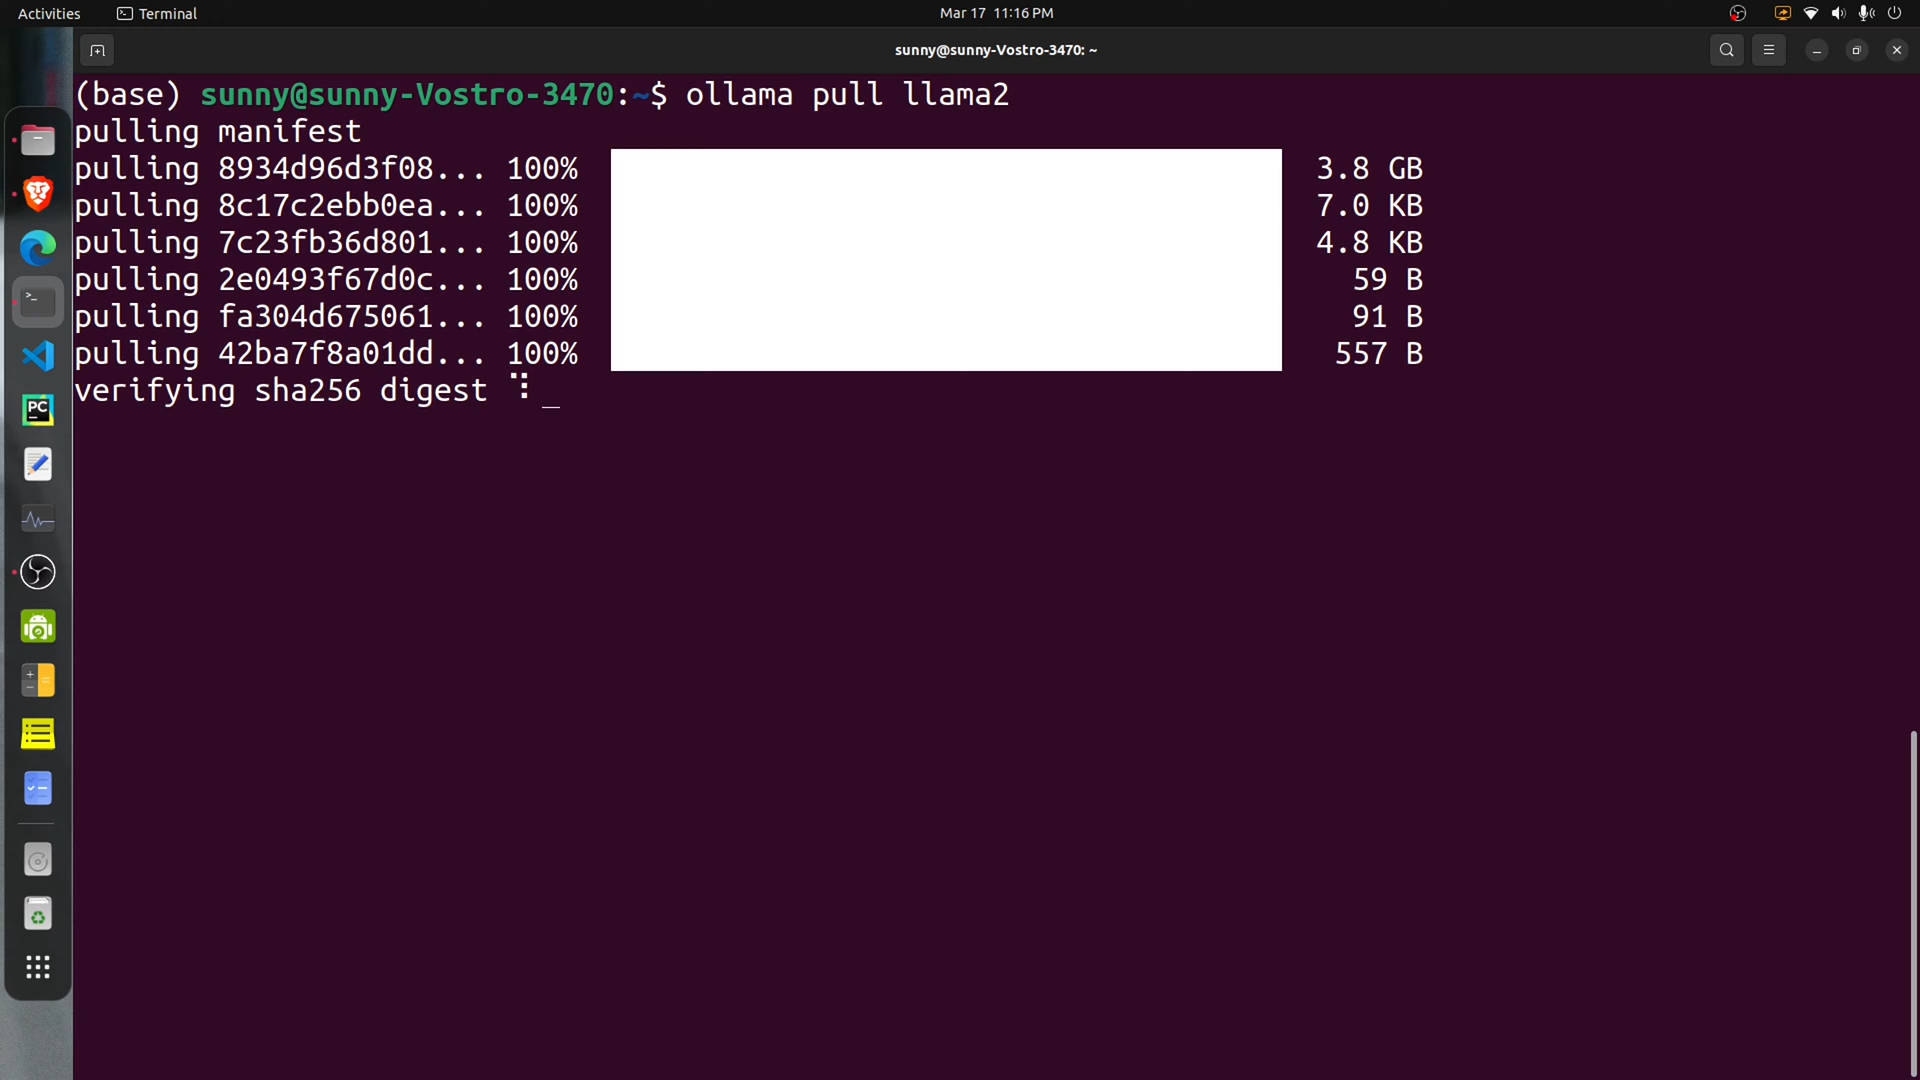 Activities Terminal Mar 17 11:16 PM
sunny@sunny-Vostro-3470: ~
(base) sunny@sunny-Vostro-3470:~$ ollama pull llama2
pulling manifest
pulling 8934d96d3f08... 100% 3.8 GB
pulling 8c17c2ebb0ea... 100% 7.0 KB
pulling 7c23fb36d801... 100% 4.8 KB
pulling 2e0493f67d0c... 100% 59 B
pulling fa304d675061... 100% 91 B
pulling 42ba7f8a01dd... 100% 557 B
verifying sha256 digest ⠹ _
PC